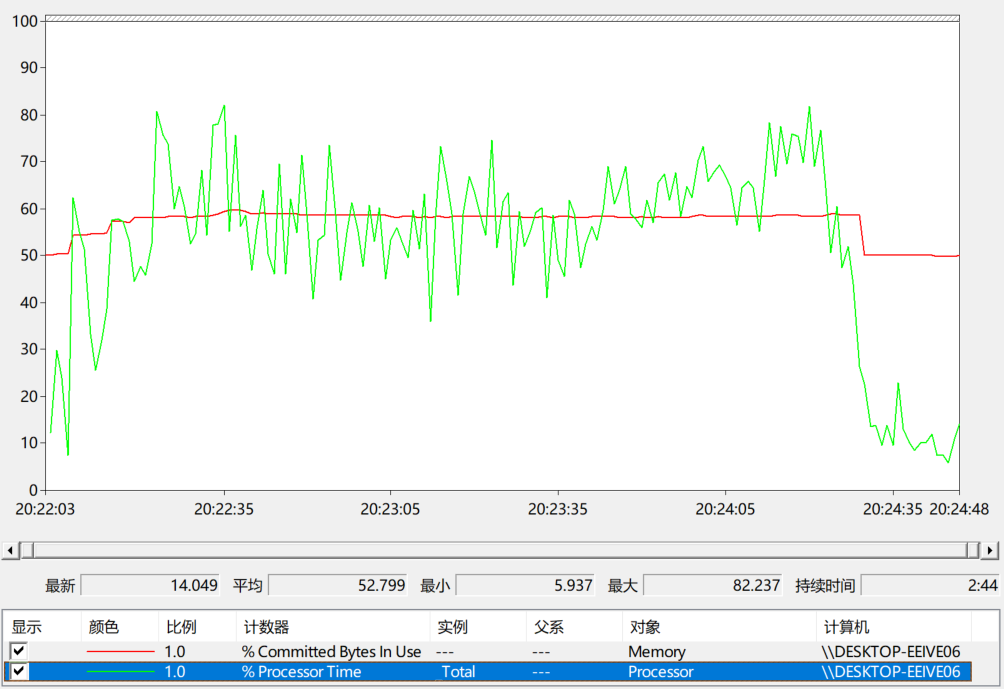 100
90
80
70
60
50
40
30
20
10
0
20:22:03 20:22:35 20:23:05 20:23:35 20:24:05 20:24:35 20:24:48
最新 14.049 平均 52.799 最小 5.937 最大 82.237 持续时间 2:44
显示 颜色 比例 计数器 实例 父系 对象 计算机
1.0 % Committed Bytes In Use --- --- Memory \\DESKTOP-EEIVE06
1.0 % Processor Time _Total --- Processor \\DESKTOP-EEIVE06